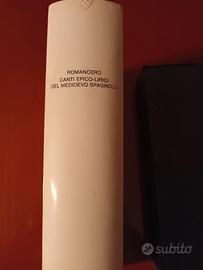 ROMANCERO
CANTI EPICO-LIRICI
DEL MEDIOEVO SPAGNOLO
subito